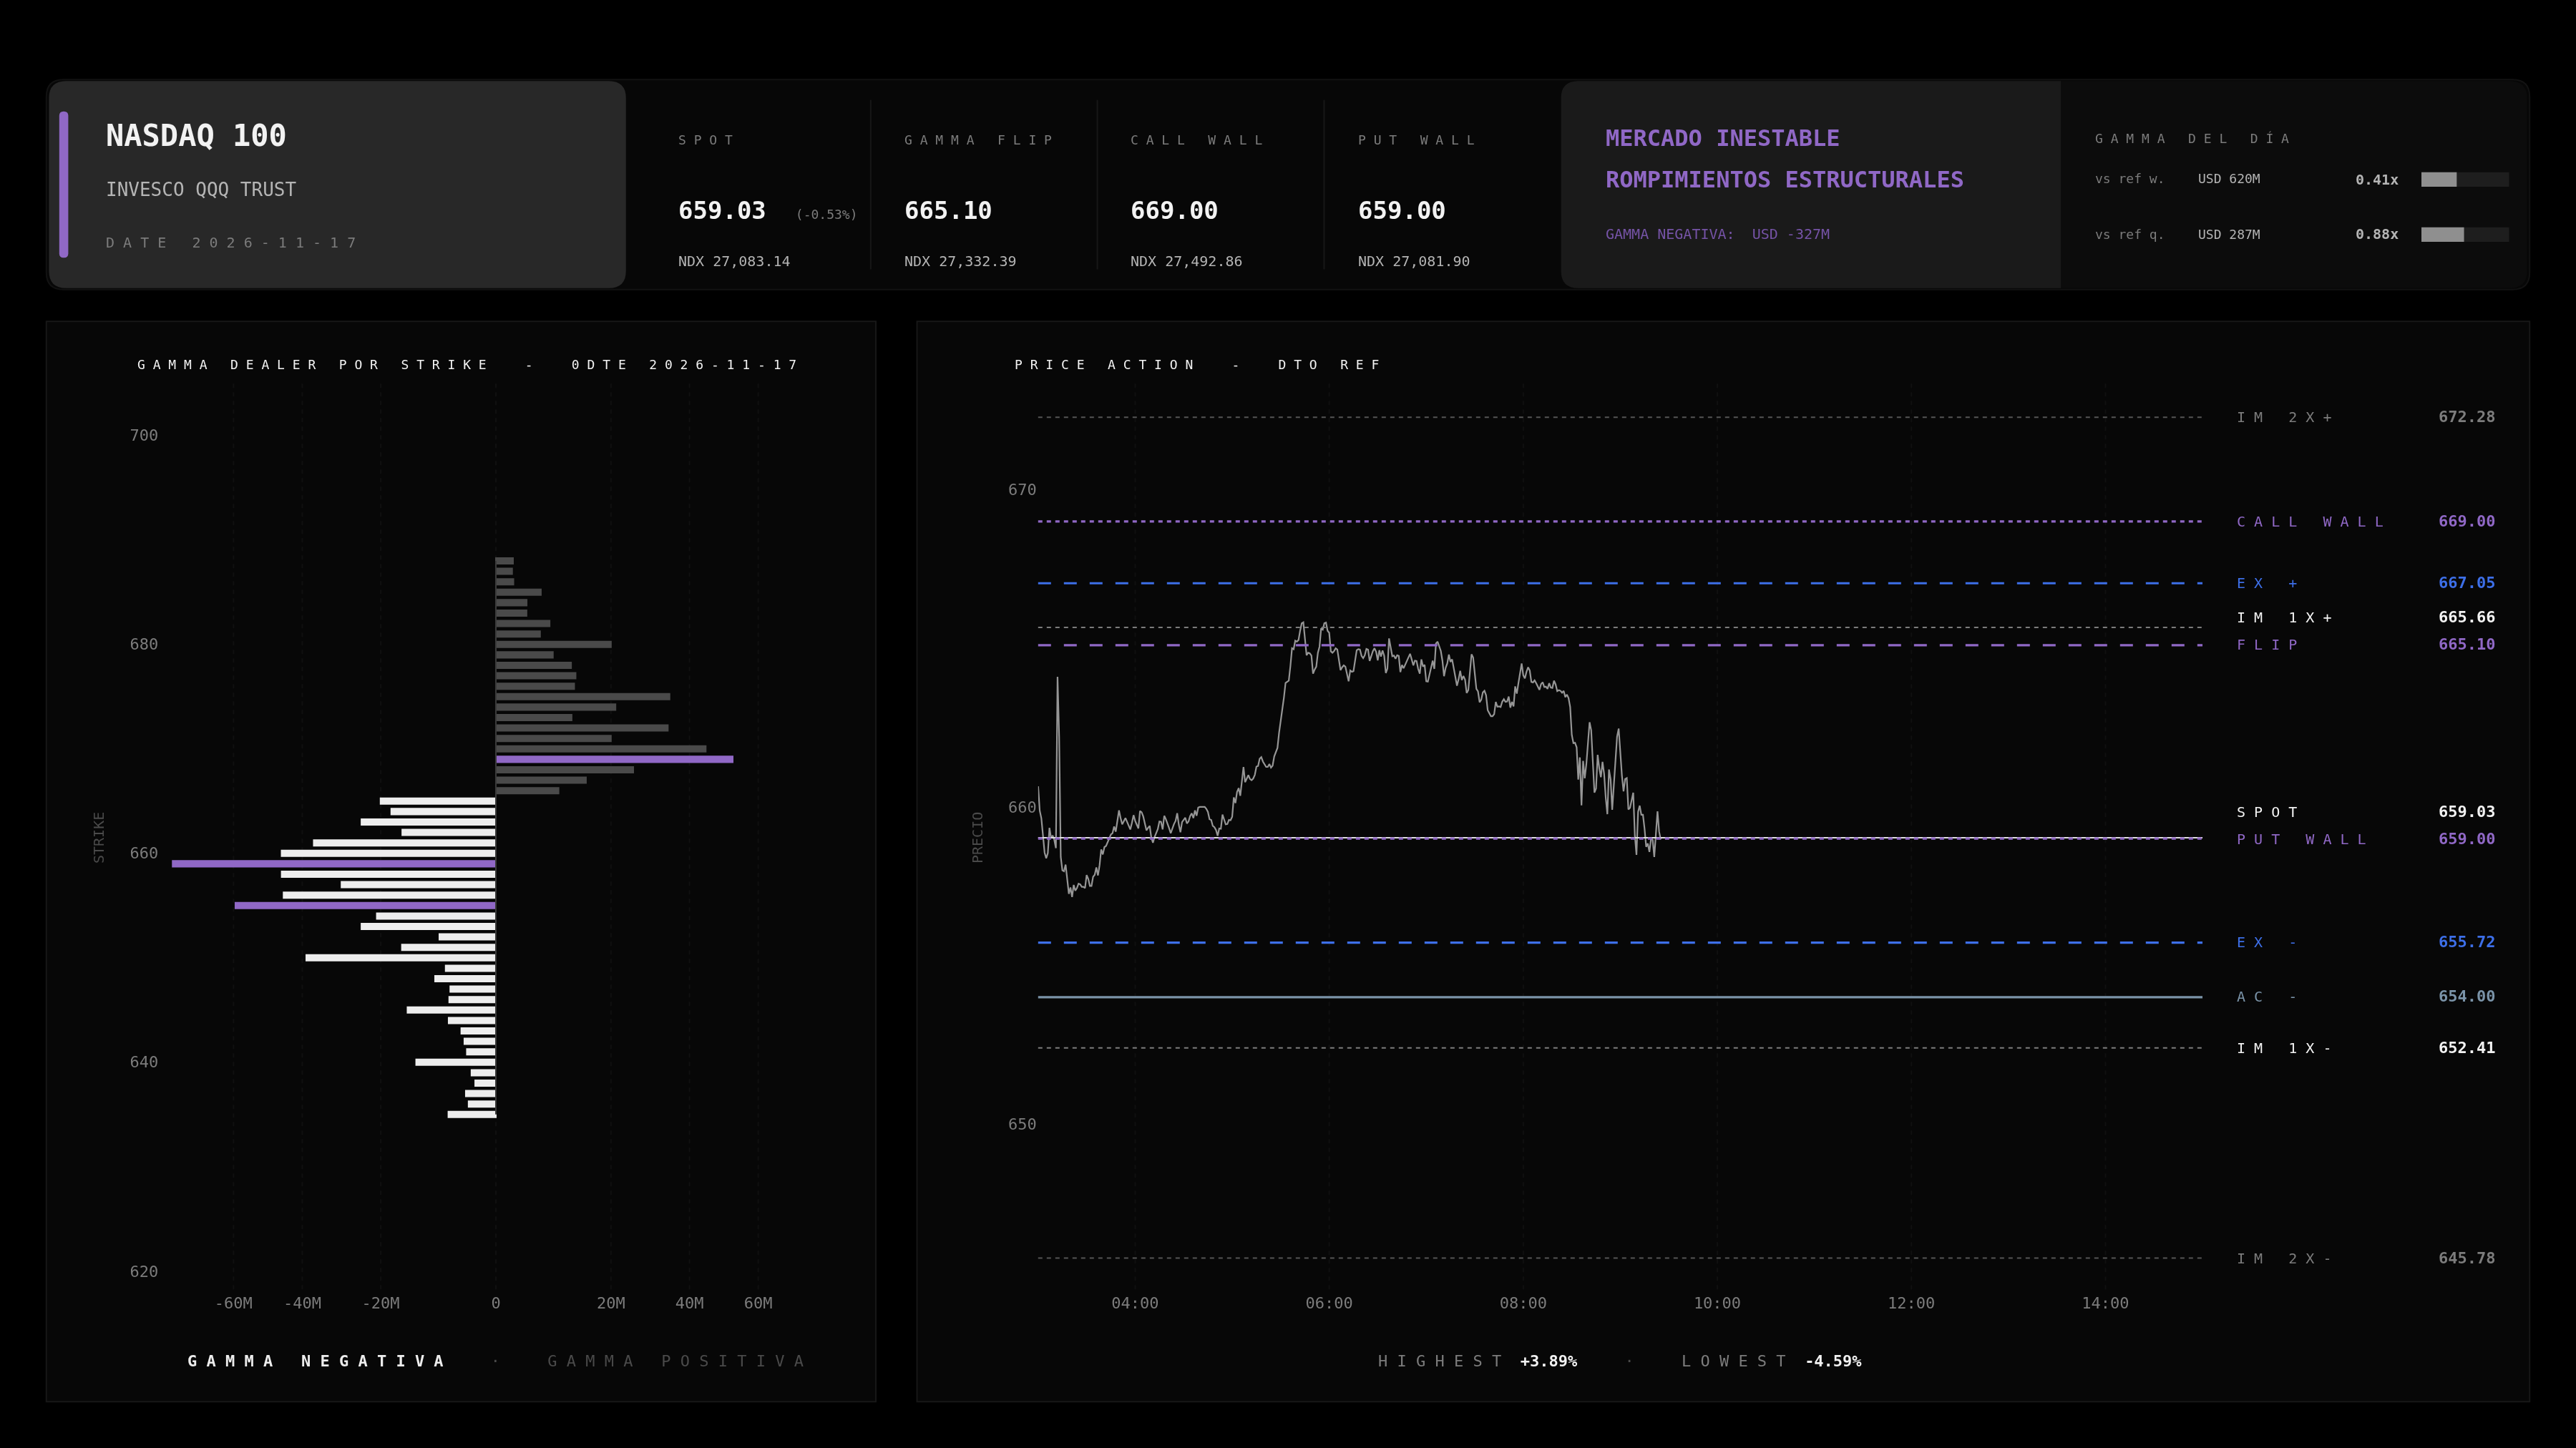 NASDAQ 100
INVESCO QQQ TRUST
DATE 2026-11-17
SPOT
659.03 (-0.53%)
NDX 27,083.14
GAMMA FLIP
665.10
NDX 27,332.39
CALL WALL
669.00
NDX 27,492.86
PUT WALL
659.00
NDX 27,081.90
MERCADO INESTABLE
ROMPIMIENTOS ESTRUCTURALES
GAMMA NEGATIVA: USD -327M
GAMMA DEL DÍA
vs ref w. USD 620M 0.41x
vs ref q. USD 287M 0.88x
GAMMA DEALER POR STRIKE - 0DTE 2026-11-17
700
680
660
640
620
STRIKE
-60M -40M -20M 0 20M 40M 60M
GAMMA NEGATIVA · GAMMA POSITIVA
PRICE ACTION - DTO REF
670
660
650
PRECIO
IM 2X+ 672.28
CALL WALL 669.00
EX + 667.05
IM 1X+ 665.66
FLIP 665.10
SPOT 659.03
PUT WALL 659.00
EX - 655.72
AC - 654.00
IM 1X- 652.41
IM 2X- 645.78
04:00 06:00 08:00 10:00 12:00 14:00
HIGHEST +3.89% · LOWEST -4.59%